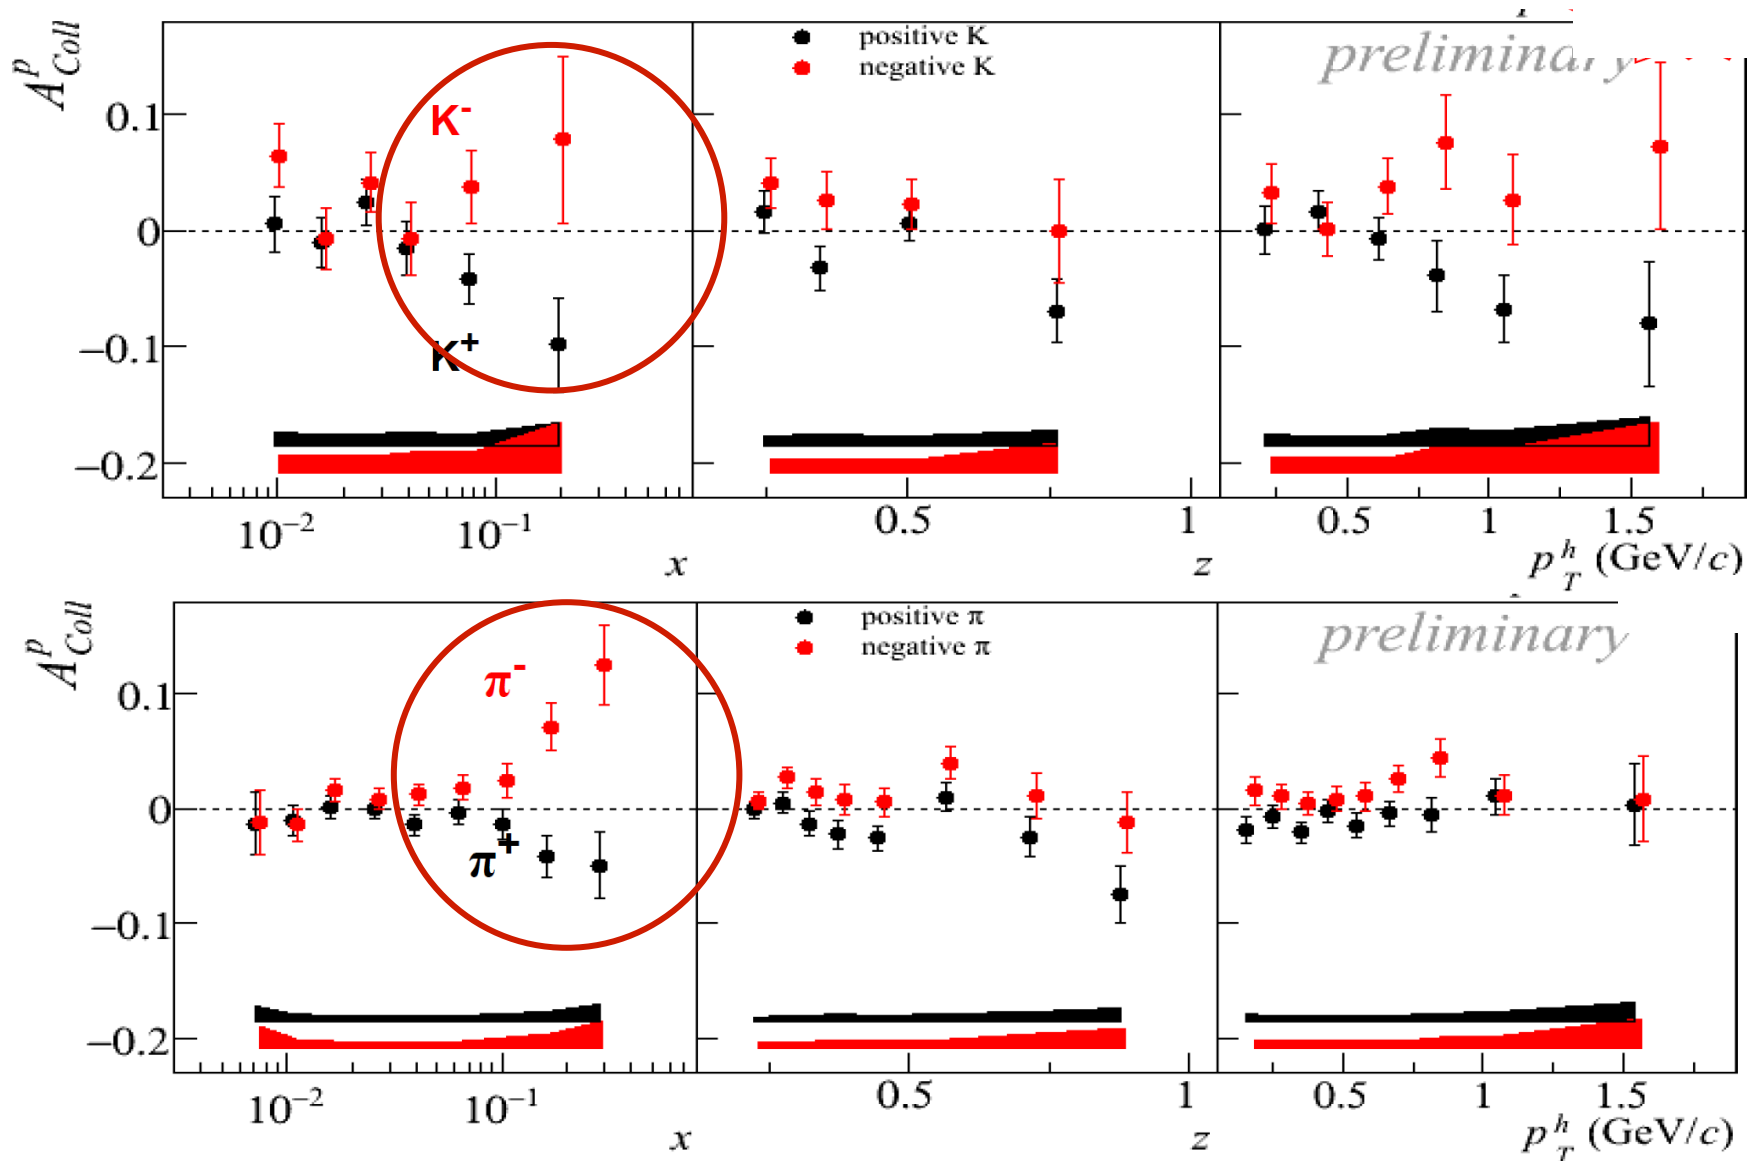 A^p_Coll
positive K
negative K
preliminary
K-
K+
0.1
0
−0.1
−0.2
10−2
10−1
x
0.5
1
z
0.5
1
1.5
p^h_T (GeV/c)
A^p_Coll
positive π
negative π
preliminary
π-
π+
0.1
0
−0.1
−0.2
10−2
10−1
x
0.5
1
z
0.5
1
1.5
p^h_T (GeV/c)